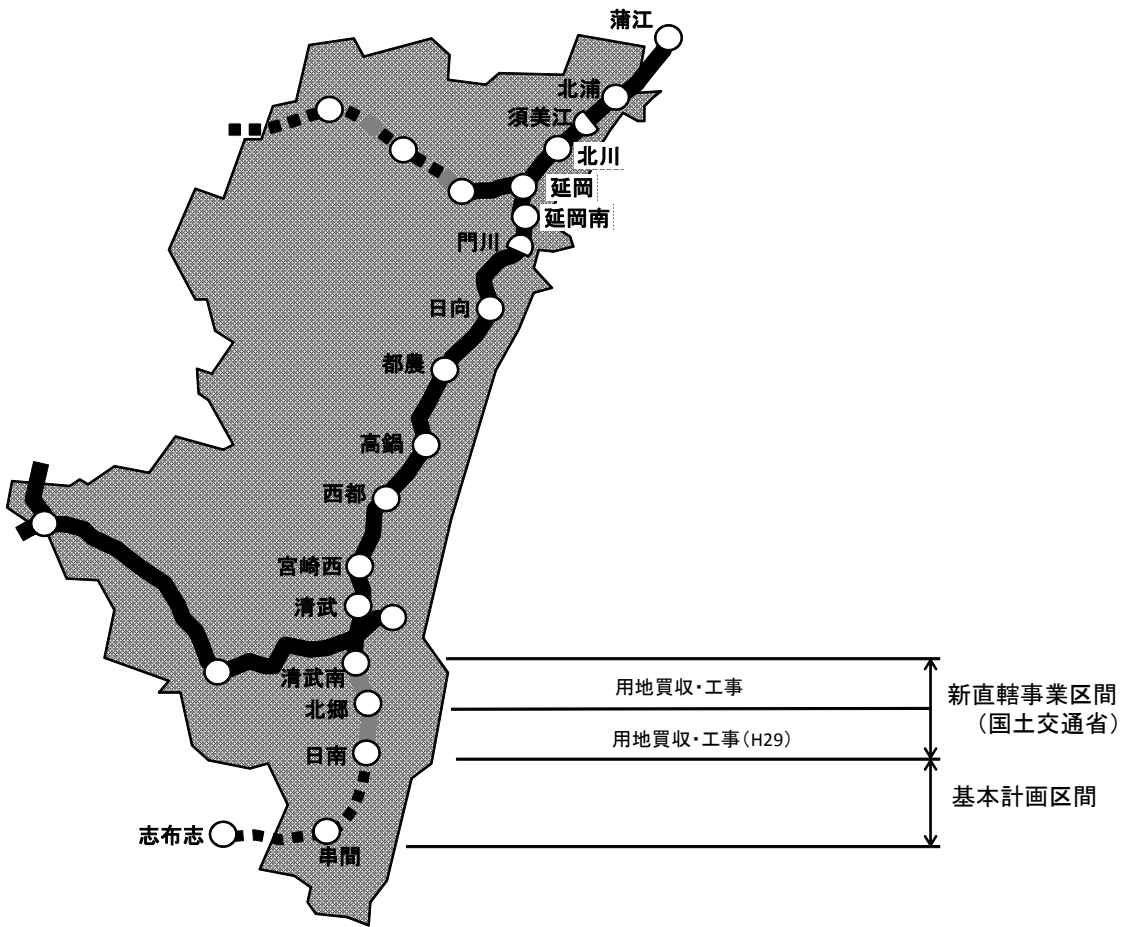 蒲江
北浦
須美江
北川
延岡
延岡南
門川
日向
都農
高鍋
西都
宮崎西
清武
清武南
用地買収・工事
新直轄事業区間
（国土交通省）
北郷
用地買収・工事（H29）
日南
基本計画区間
志布志
串間